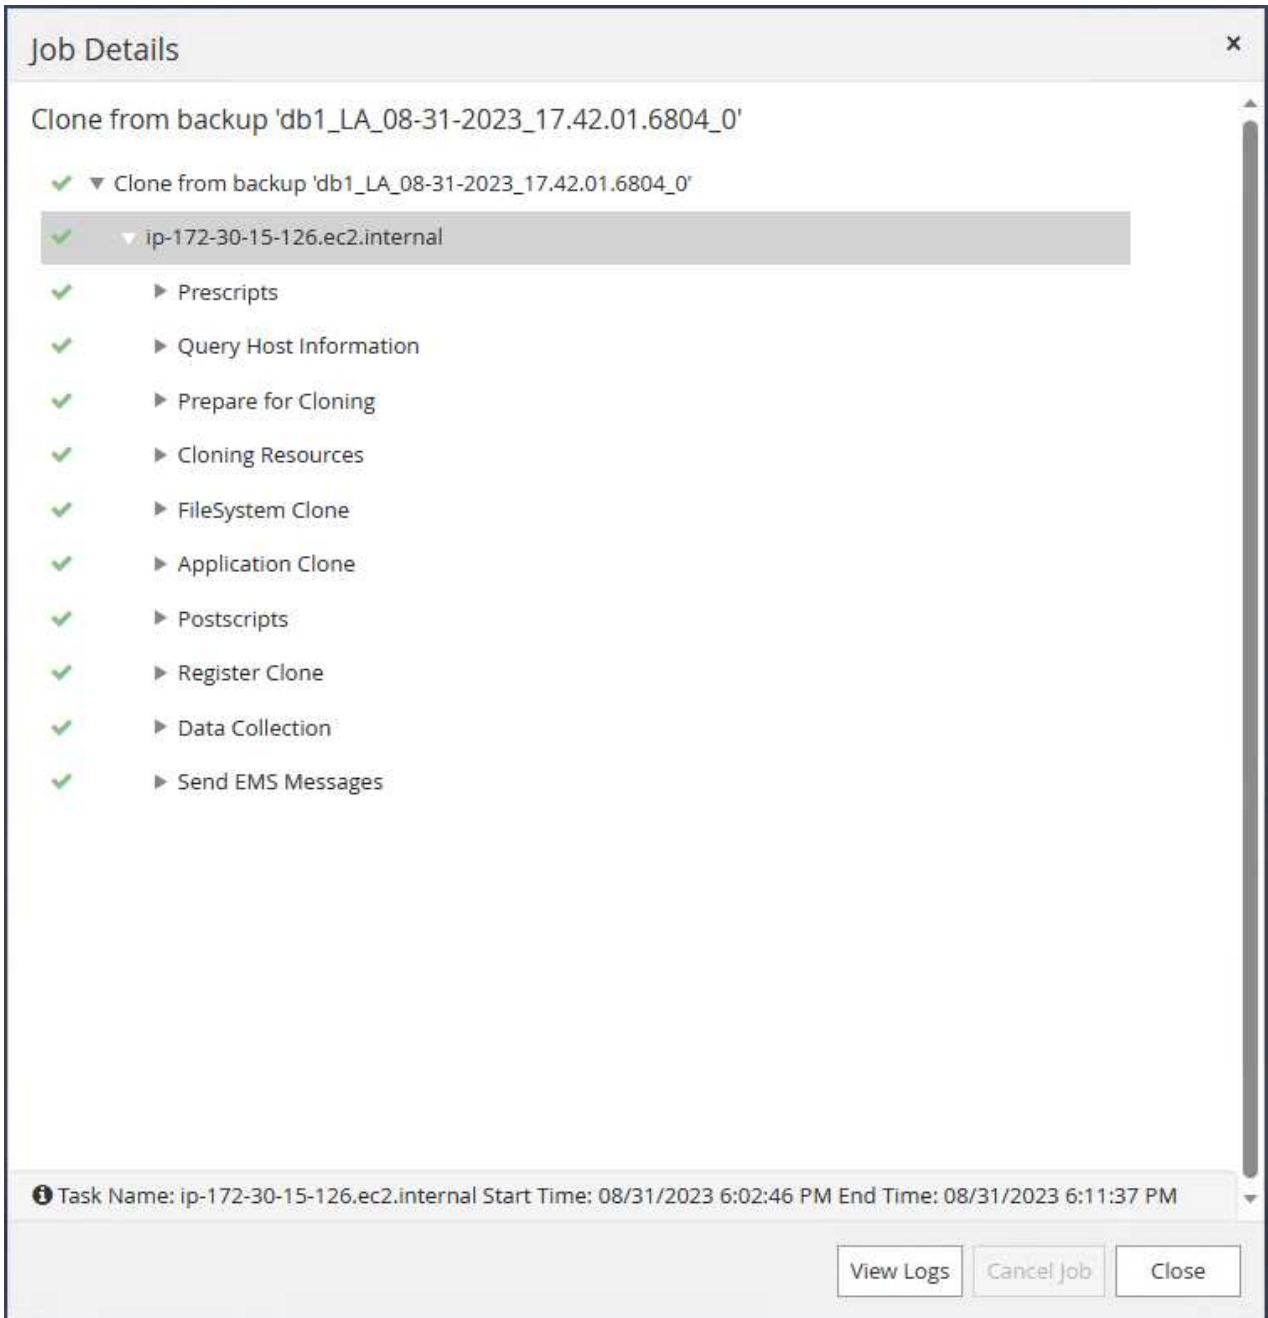 Job Details
Clone from backup 'db1_LA_08-31-2023_17.42.01.6804_0'
Clone from backup 'db1_LA_08-31-2023_17.42.01.6804_0'
ip-172-30-15-126.ec2.internal
Prescripts
Query Host Information
Prepare for Cloning
Cloning Resources
FileSystem Clone
Application Clone
Postscripts
Register Clone
Data Collection
Send EMS Messages
Task Name: ip-172-30-15-126.ec2.internal Start Time: 08/31/2023 6:02:46 PM End Time: 08/31/2023 6:11:37 PM
View Logs Cancel Job Close